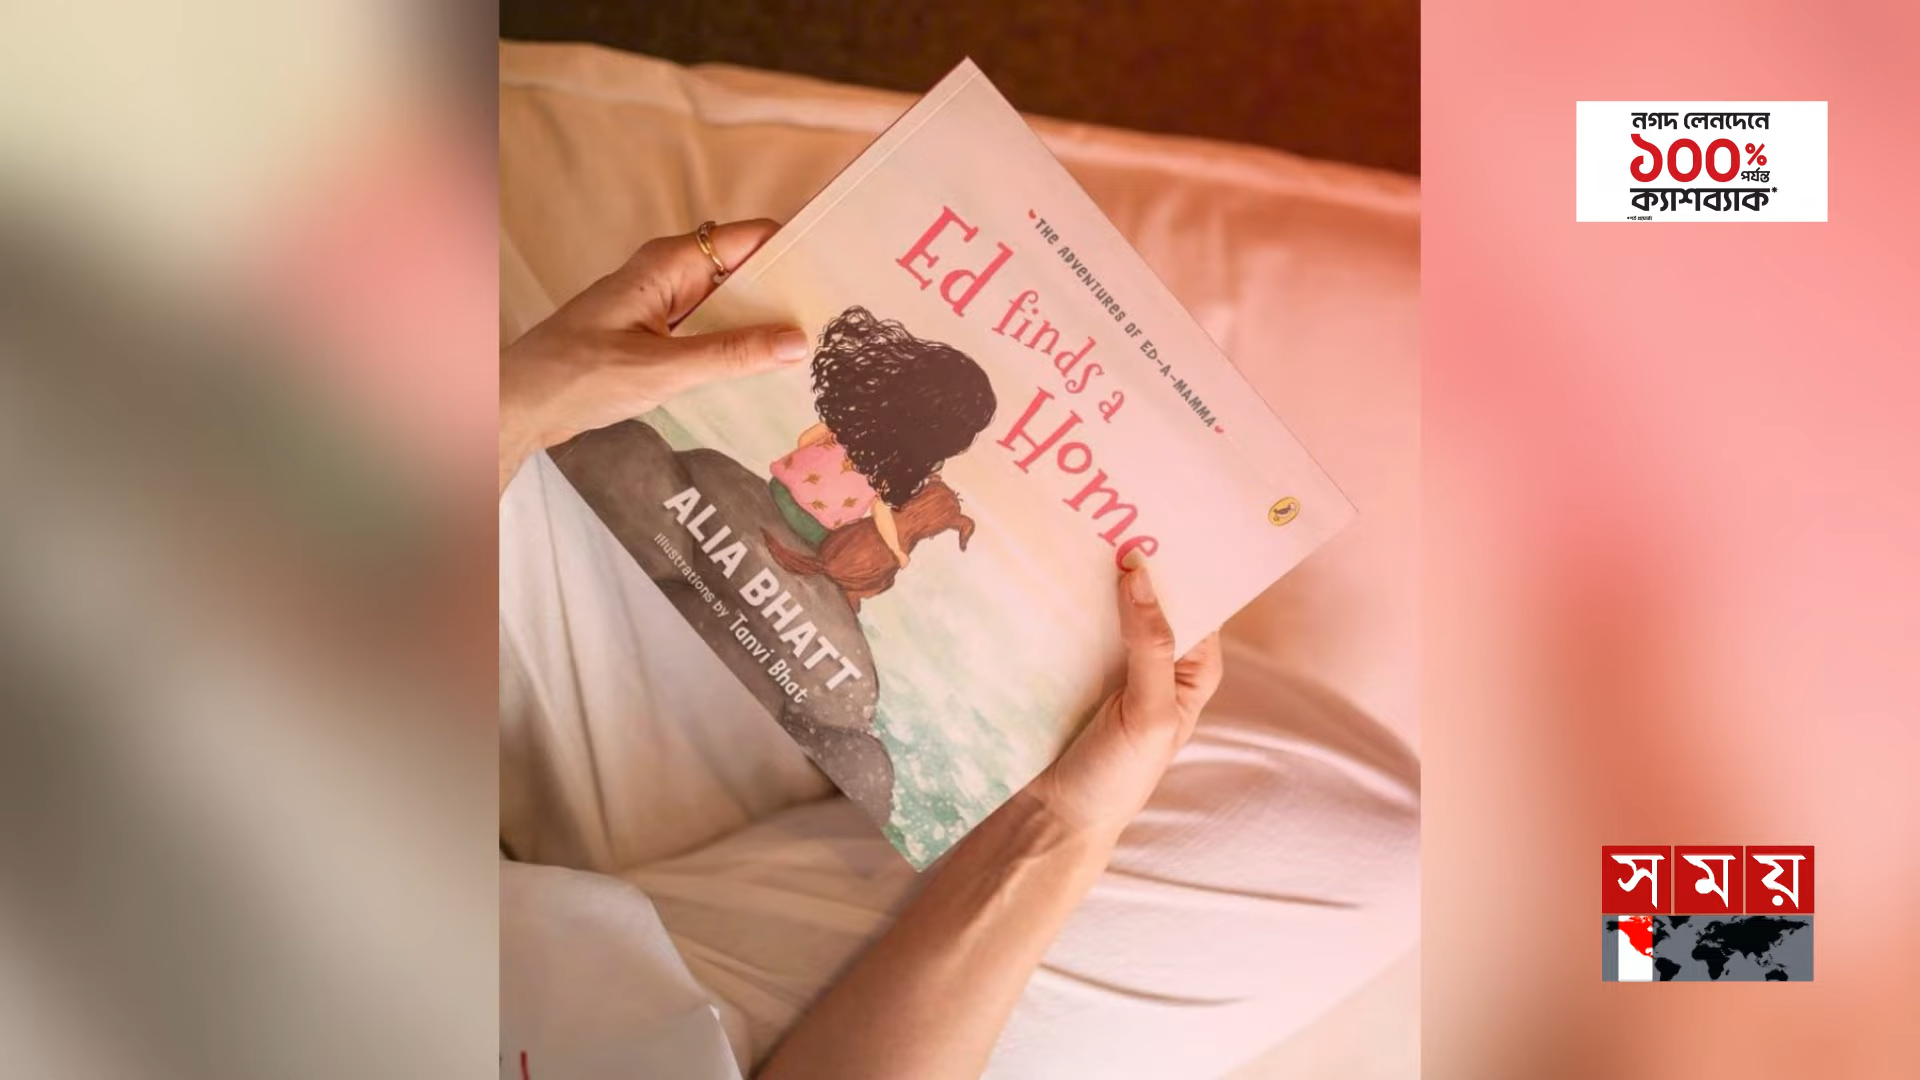 THE ADVENTURES OF ED-A-MAMMA
Ed finds a
Home
ALIA BHATT
Illustrations by Tanvi Bhat
নগদ লেনদেনে
১০০%
পর্যন্ত
ক্যাশব্যাক*
সময়